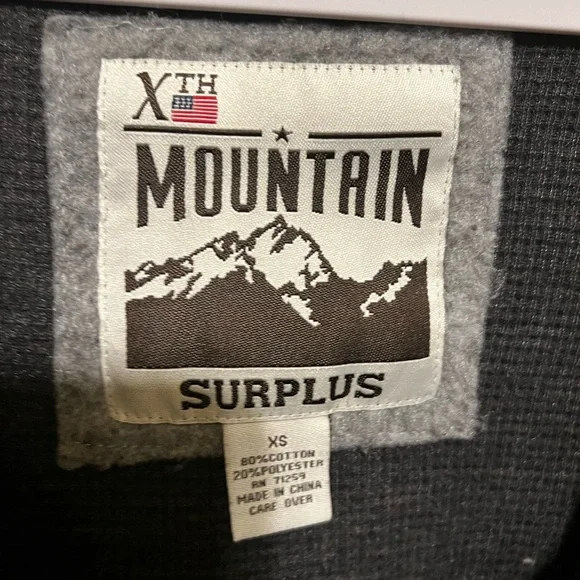 XTH
MOUNTAIN
SURPLUS
XS
80%COTTON
20%POLYESTER
RN 71259
MADE IN CHINA
CARE OVER